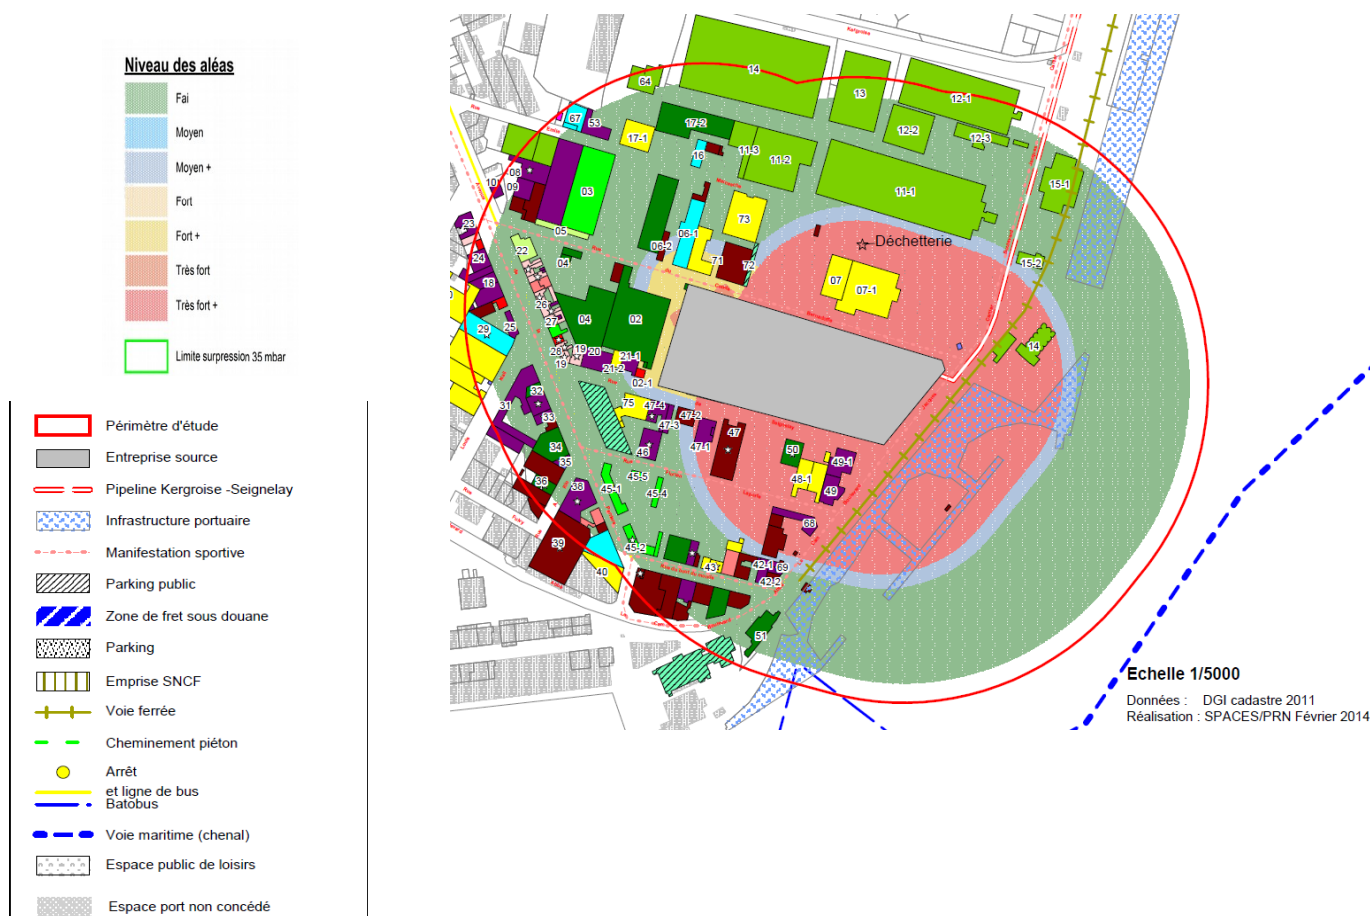 Niveau des aléas
Fai
Moyen
Moyen +
Fort
Fort +
Très fort
Très fort +
Limite surpression 35 mbar
Périmètre d'étude
Entreprise source
Pipeline Kergroise -Seignelay
Infrastructure portuaire
Manifestation sportive
Parking public
Zone de fret sous douane
Parking
Emprise SNCF
Voie ferrée
Cheminement piéton
Arrêt
et ligne de bus
Batobus
Voie maritime (chenal)
Espace public de loisirs
Espace port non concédé
Kergroise
64
14
13
12-1
67
53
17-1
17-2
12-2
12-3
16
11-3
11-2
11-1
15-1
10
08
09
03
05
73
06-1
06-2
71
72
Déchetterie
15-2
23
24
22
04
18
07
07-1
26
04
02
29
25
27
28
19
19
20
21-1
21-2
02-1
14
Rue
32
31
33
75
47-4
47-3
47-2
47-1
47
Seignelay
34
35
46
50
49-1
48-1
49
36
38
45-1
45-5
45-4
68
39
45-2
40
43
42-1
69
42-2
Rue du port de
51
Echelle 1/5000
Données : DGI cadastre 2011
Réalisation : SPACES/PRN Février 2014